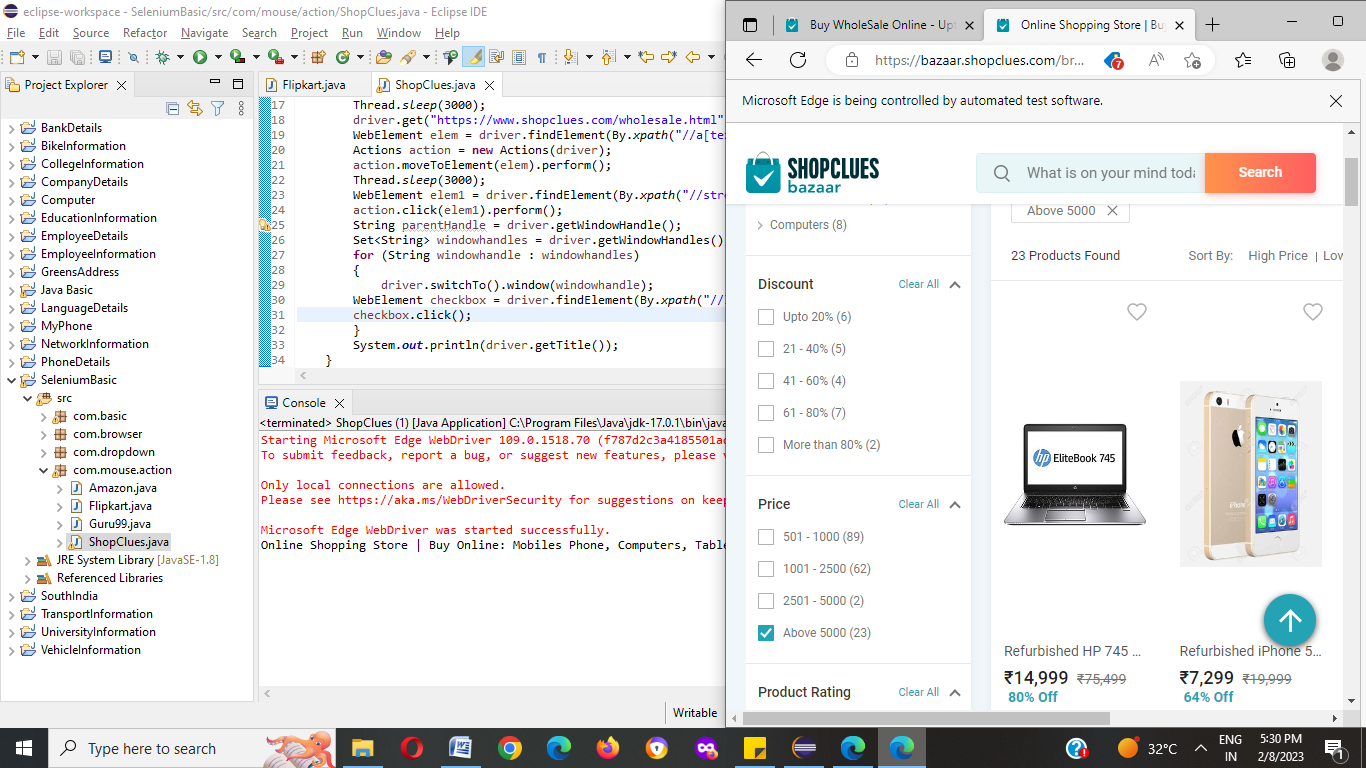 eclipse-workspace - SeleniumBasic/src/com/mouse/action/ShopClues.java - Eclipse IDE
File Edit Source Refactor Navigate Search Project Run Window Help
Project Explorer
BankDetails
BikeInformation
CollegeInformation
CompanyDetails
Computer
EducationInformation
EmployeeDetails
EmployeeInformation
GreensAddress
Java Basic
LanguageDetails
MyPhone
NetworkInformation
PhoneDetails
SeleniumBasic
src
com.basic
com.browser
com.dropdown
com.mouse.action
Amazon.java
Flipkart.java
Guru99.java
ShopClues.java
JRE System Library [JavaSE-1.8]
Referenced Libraries
SouthIndia
TransportInformation
UniversityInformation
VehicleInformation
Flipkart.java ShopClues.java
17 Thread.sleep(3000);
18 driver.get("https://www.shopclues.com/wholesale.html"
19 WebElement elem = driver.findElement(By.xpath("//a[te
20 Actions action = new Actions(driver);
21 action.moveToElement(elem).perform();
22 Thread.sleep(3000);
23 WebElement elem1 = driver.findElement(By.xpath("//str
24 action.click(elem1).perform();
25 String parentHandle = driver.getWindowHandle();
26 Set<String> windowhandles = driver.getWindowHandles()
27 for (String windowhandle : windowhandles)
28 {
29 driver.switchTo().window(windowhandle);
30 WebElement checkbox = driver.findElement(By.xpath("//
31 checkbox.click();
32 }
33 System.out.println(driver.getTitle());
34 }
Console
<terminated> ShopClues (1) [Java Application] C:\Program Files\Java\jdk-17.0.1\bin\java
Starting Microsoft Edge WebDriver 109.0.1518.70 (f787d2c3a4185501a
To submit feedback, report a bug, or suggest new features, please v
Only local connections are allowed.
Please see https://aka.ms/WebDriverSecurity for suggestions on keep
Microsoft Edge WebDriver was started successfully.
Online Shopping Store | Buy Online: Mobiles Phone, Computers, Table
Writable
Buy WholeSale Online - Upt
Online Shopping Store | Bu
https://bazaar.shopclues.com/br...
7
Microsoft Edge is being controlled by automated test software.
SHOPCLUES
bazaar
What is on your mind toda
Search
Computers (8)
Discount Clear All
Upto 20% (6)
21 - 40% (5)
41 - 60% (4)
61 - 80% (7)
More than 80% (2)
Price Clear All
501 - 1000 (89)
1001 - 2500 (62)
2501 - 5000 (2)
Above 5000 (23)
Product Rating Clear All
Above 5000
23 Products Found Sort By: High Price | Low
hp EliteBook 745
iPhone
Refurbished HP 745 ...
₹14,999 ₹75,499
80% Off
Refurbished iPhone 5...
₹7,299 ₹19,999
64% Off
Type here to search
32°C
ENG
IN
5:30 PM
2/8/2023
1